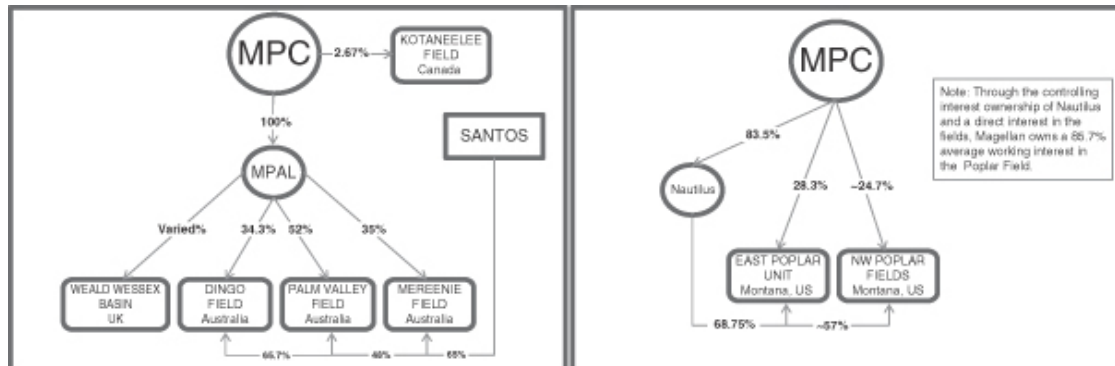 MPC
2.67%
KOTANEELEE
FIELD
Canada
100%
SANTOS
MPAL
Varied%
34.3%
52%
35%
WEALD WESSEX
BASIN
UK
DINGO
FIELD
Australia
PALM VALLEY
FIELD
Australia
MEREENIE
FIELD
Australia
65.7%
48%
65%
MPC
Note: Through the controlling
interest ownership of Nautilus
and a direct interest in the
fields, Magellan owns a 85.7%
average working interest in
the Poplar Field.
83.5%
Nautilus
28.3%
~24.7%
EAST POPLAR
UNIT
Montana, US
NW POPLAR
FIELDS
Montana, US
68.75%
~57%